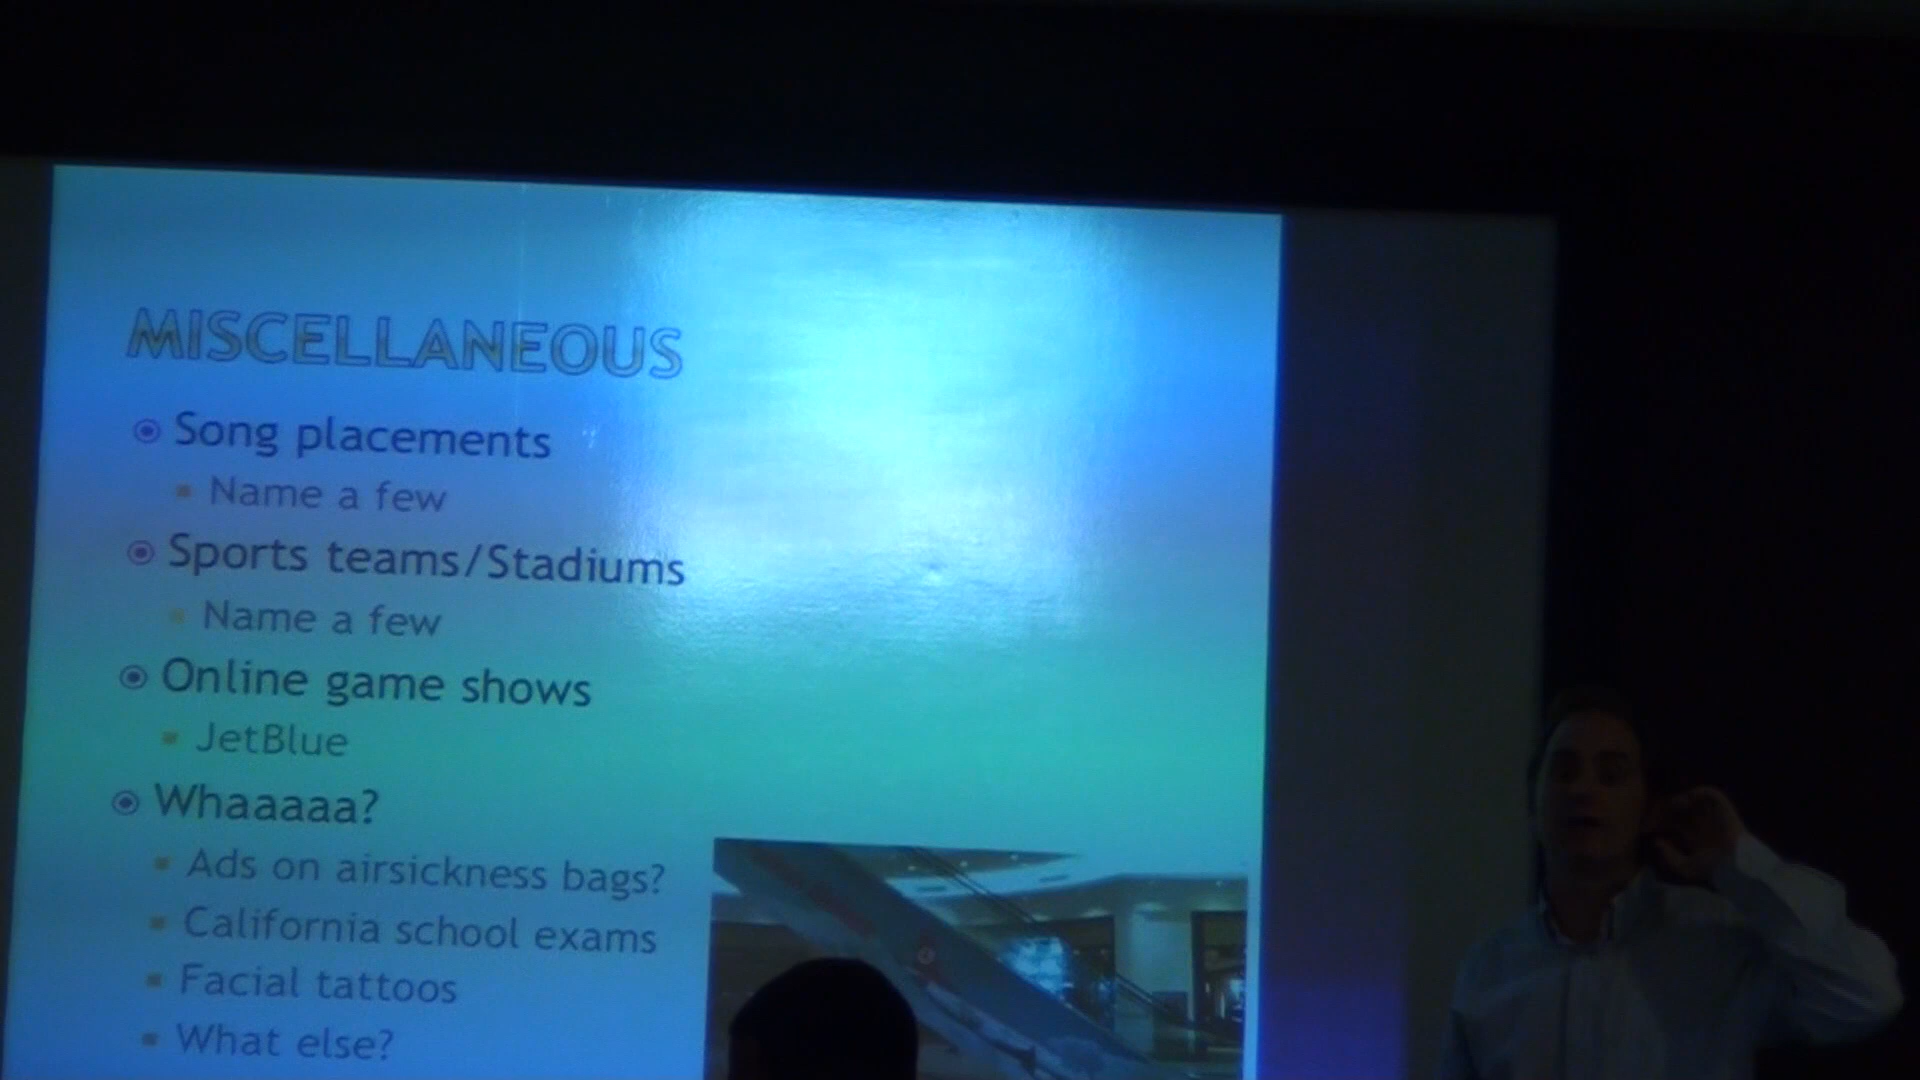 MISCELLANEOUS
Song placements
Name a few
Sports teams/Stadiums
Name a few
Online game shows
JetBlue
Whaaaaa?
Ads on airsickness bags?
California school exams
Facial tattoos
What else?